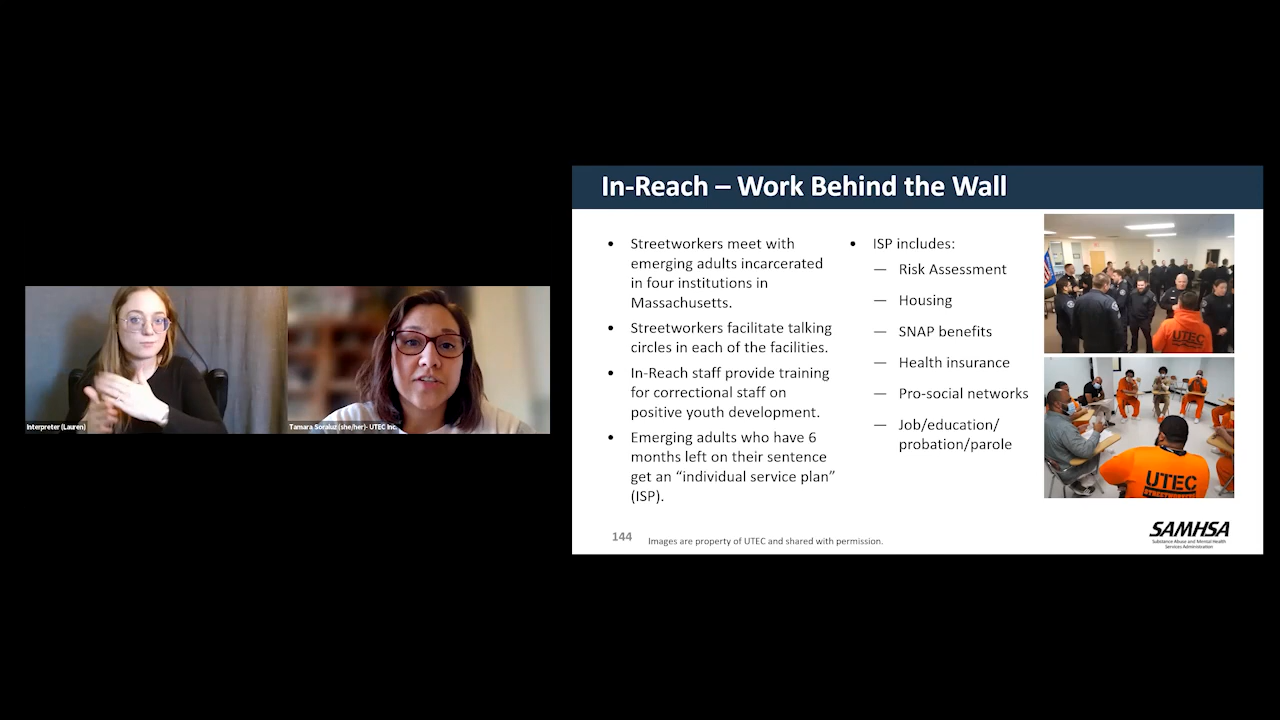 In-Reach – Work Behind the Wall
• Streetworkers meet with
emerging adults incarcerated
in four institutions in
Massachusetts.
• Streetworkers facilitate talking
circles in each of the facilities.
• In-Reach staff provide training
for correctional staff on
positive youth development.
• Emerging adults who have 6
months left on their sentence
get an “individual service plan”
(ISP).
• ISP includes:
— Risk Assessment
— Housing
— SNAP benefits
— Health insurance
— Pro-social networks
— Job/education/
probation/parole
UTEC
UTEC
STREETWORKER
144
Images are property of UTEC and shared with permission.
SAMHSA
Substance Abuse and Mental Health
Services Administration
Interpreter (Lauren)
Tamara Soraluz (she/her)- UTEC Inc.